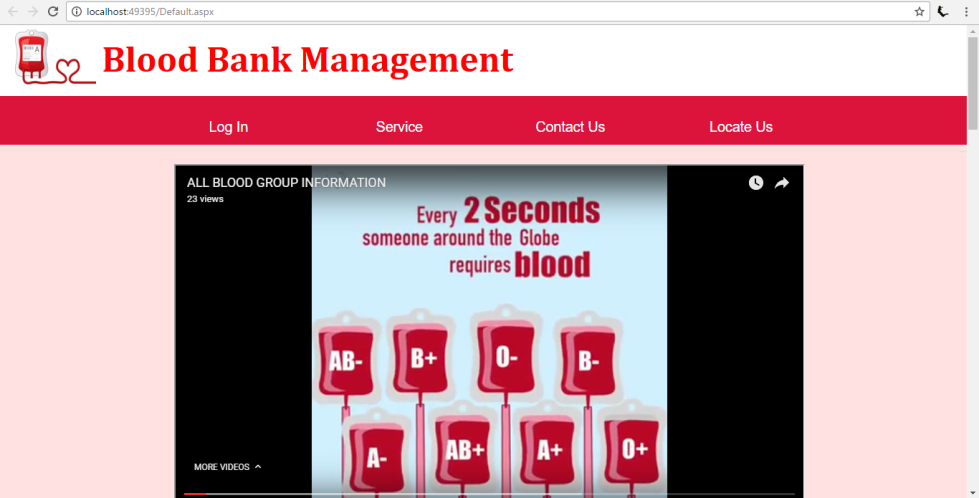 localhost:49395/Default.aspx
A
Blood Bank Management
Log In
Service
Contact Us
Locate Us
ALL BLOOD GROUP INFORMATION
23 views
Every 2 Seconds
someone around the Globe
requires blood
AB-
B+
O-
B-
A-
AB+
A+
O+
MORE VIDEOS